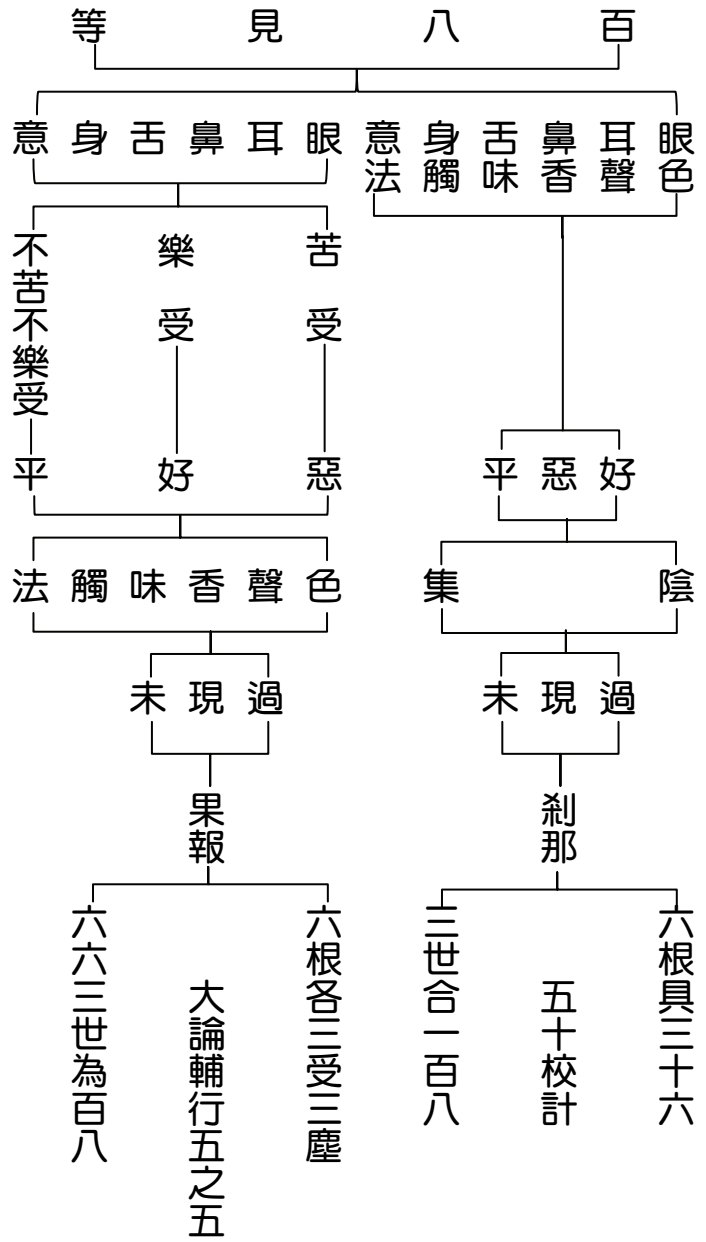 百八見等
眼色
耳聲
鼻香
舌味
身觸
意法
好惡平
陰集
過現未
剎那
六根具三十六
五十校計
三世合一百八
眼耳鼻舌身意
苦受
樂受
不苦不樂受
惡好平
色聲香味觸法
過現未
果報
六根各三受三塵
大論輔行五之五
六六三世為百八